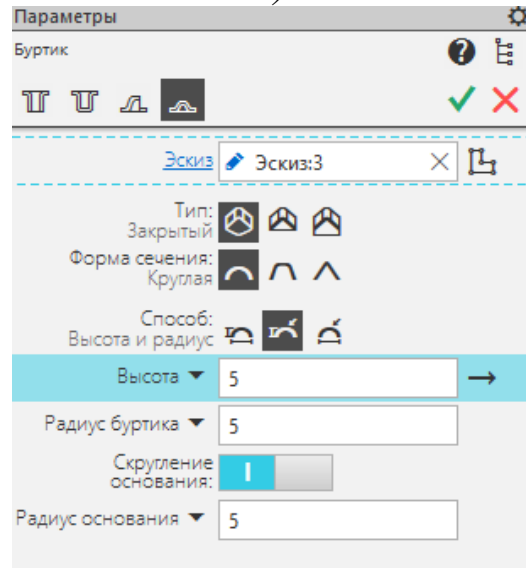 Параметры
Буртик
Эскиз Эскиз:3
Тип:
Закрытый
Форма сечения:
Круглая
Способ:
Высота и радиус
Высота 5
Радиус буртика 5
Скругление
основания:
Радиус основания 5